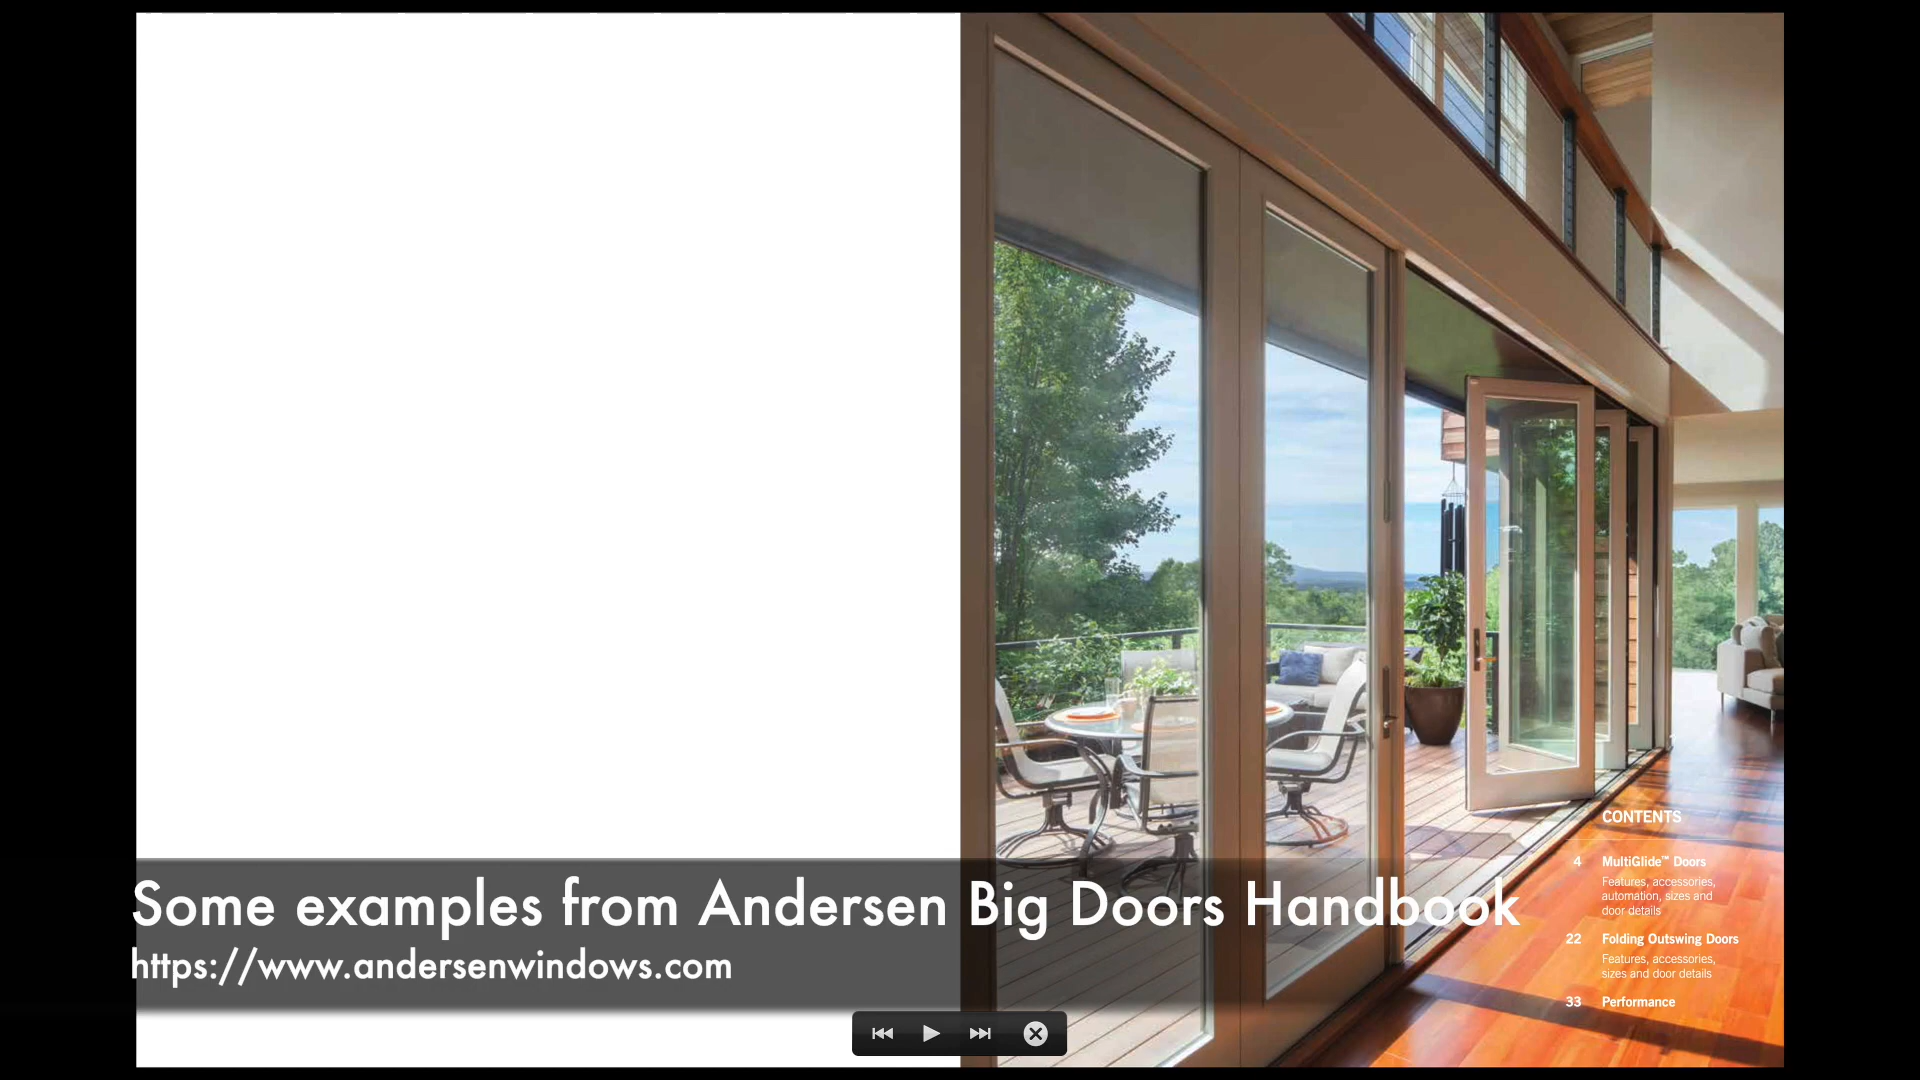 Some examples from Andersen Big Doors Handbook
https://www.andersenwindows.com
CONTENTS
4 MultiGlide™ Doors
Features, accessories,
automation, sizes and
door details
22 Folding Outswing Doors
Features, accessories,
sizes and door details
33 Performance